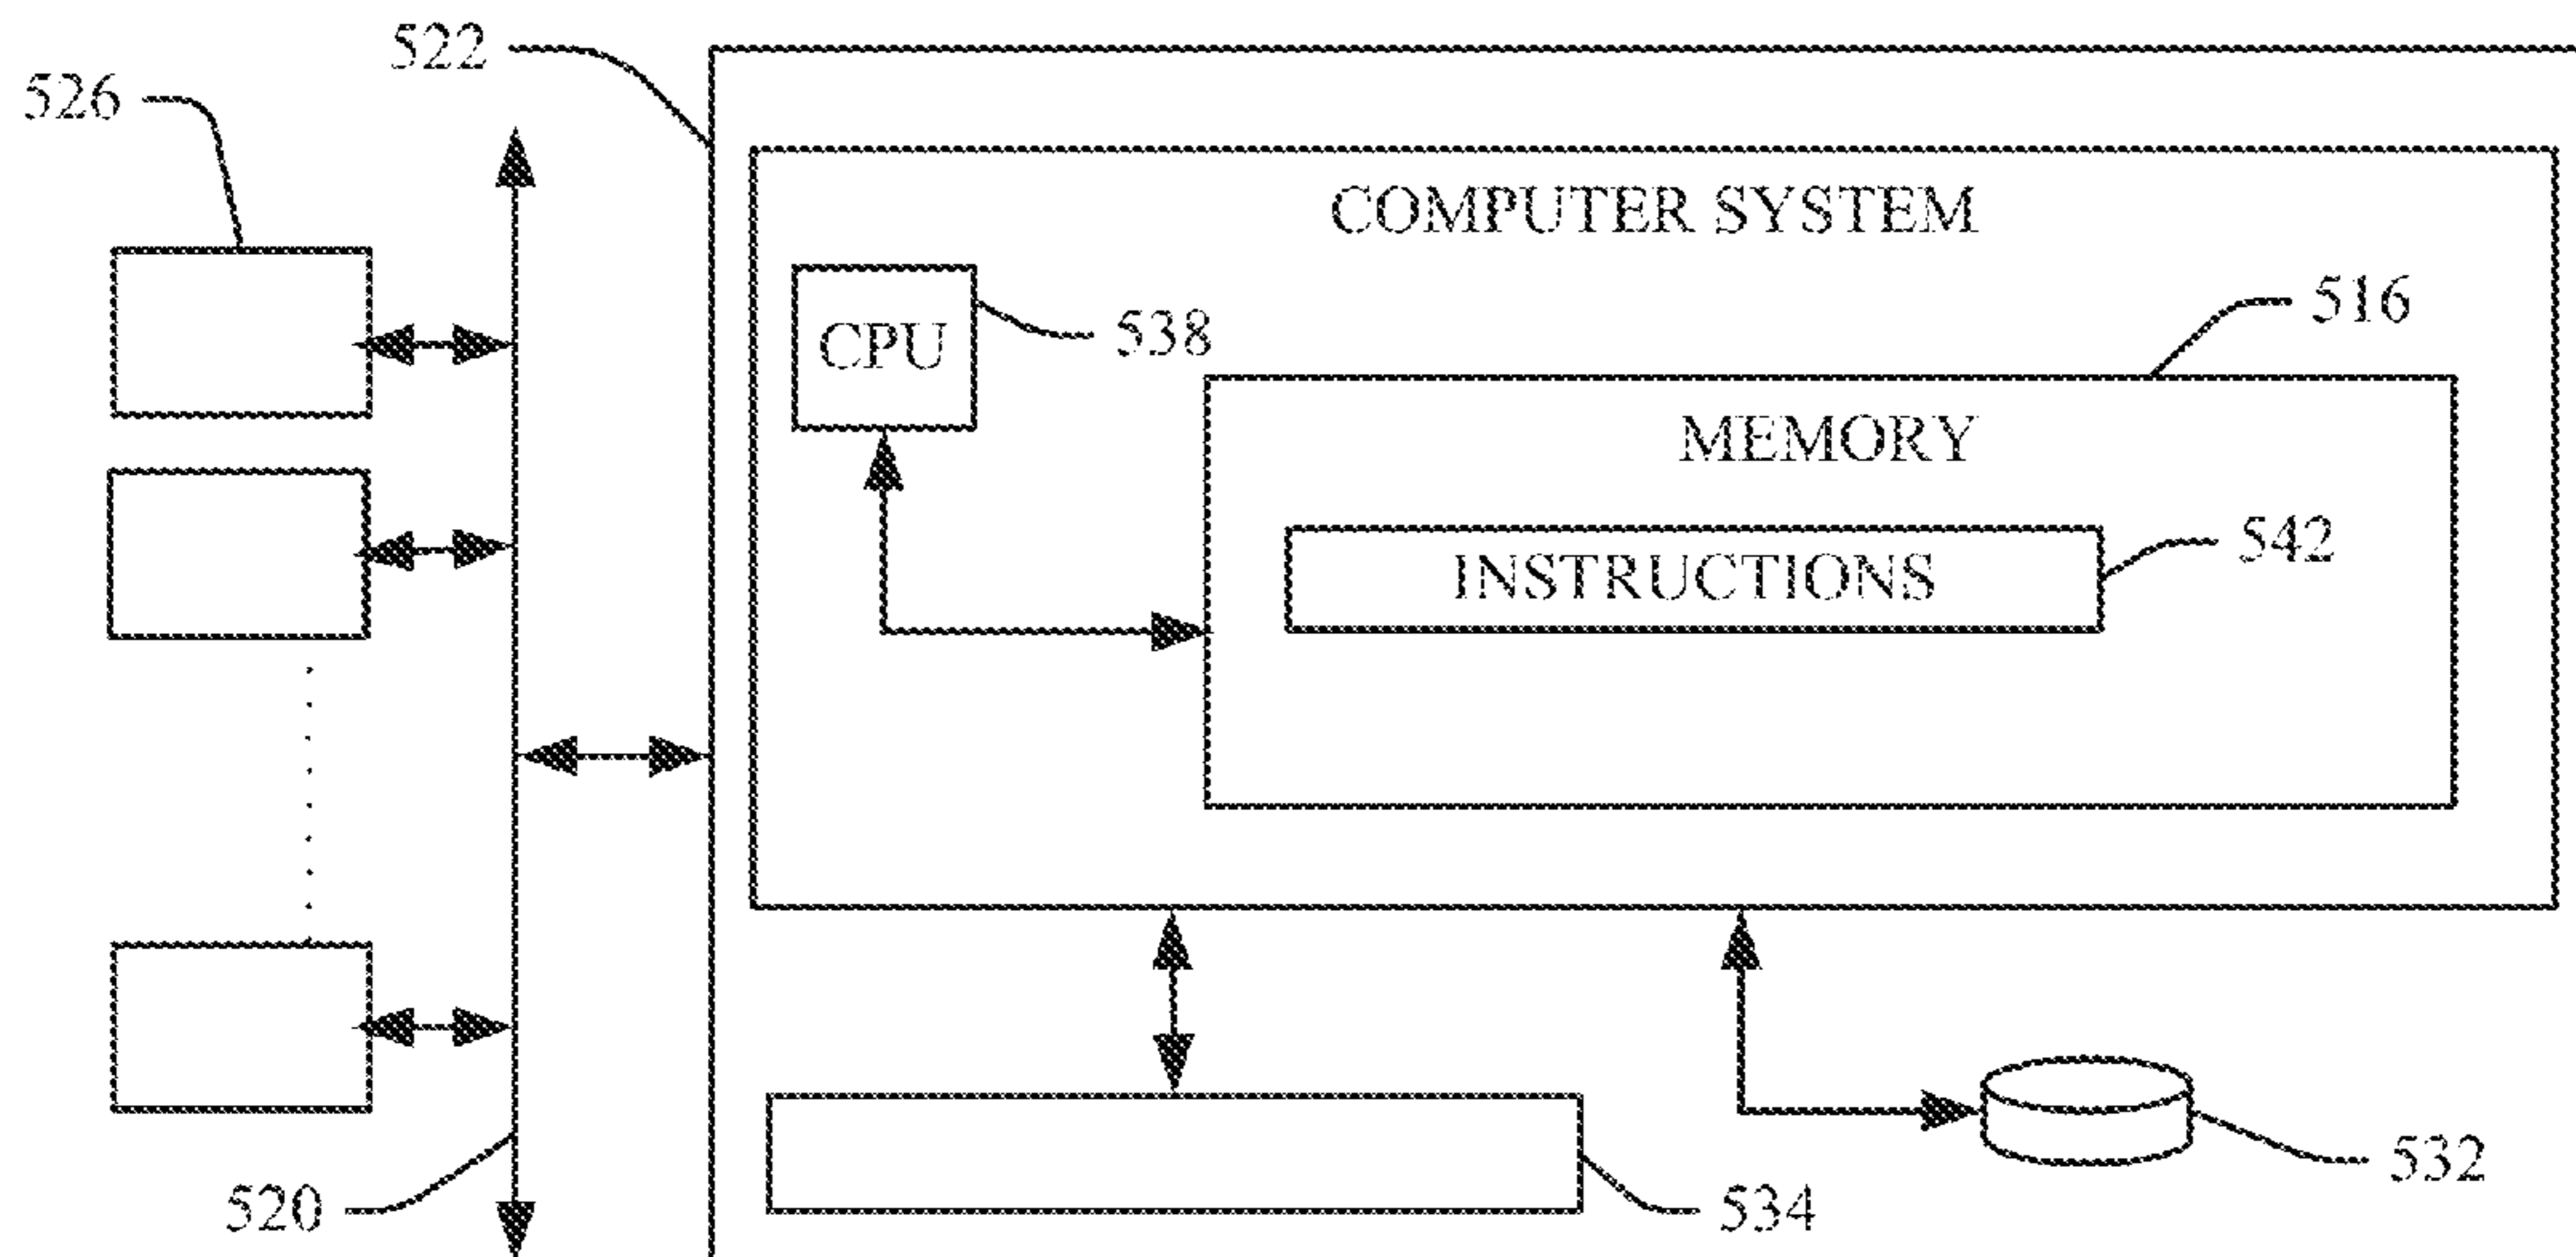 522
526
COMPUTER SYSTEM
516
538
CPU
MEMORY
542
INSTRUCTIONS
532
520
534